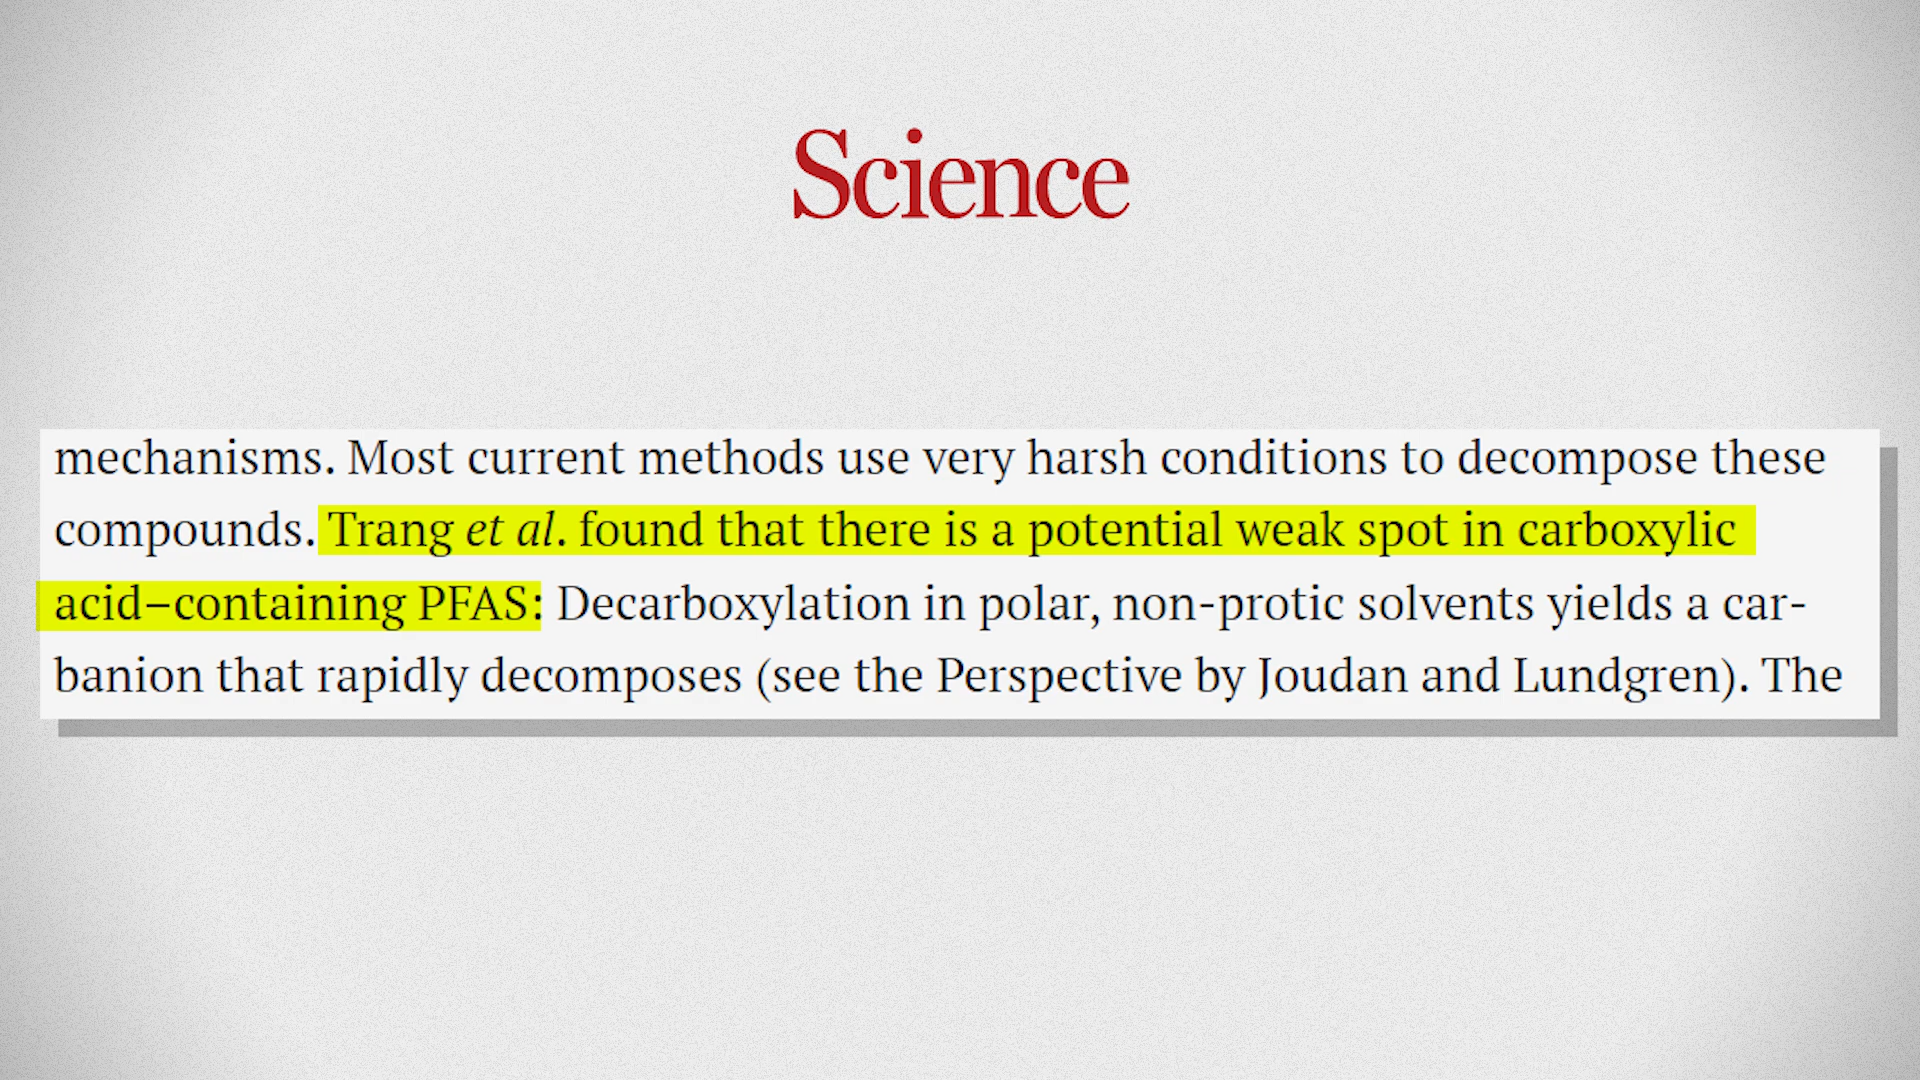 Science
mechanisms. Most current methods use very harsh conditions to decompose these
compounds. Trang et al. found that there is a potential weak spot in carboxylic
acid–containing PFAS: Decarboxylation in polar, non-protic solvents yields a car-
banion that rapidly decomposes (see the Perspective by Joudan and Lundgren). The